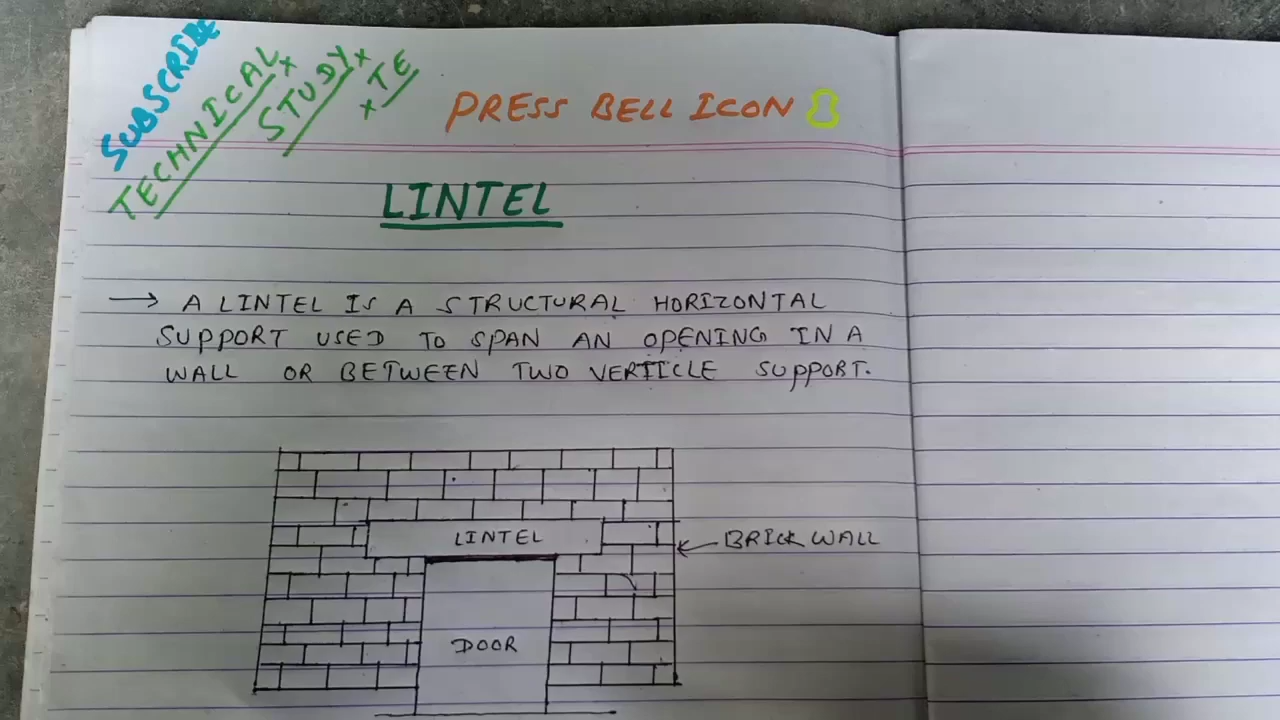 SUBSCRIBE
TECHNICAL
STUDY
TE
PRESS BELL ICON
LINTEL
→ A LINTEL IS A STRUCTURAL HORIZONTAL
SUPPORT USED TO SPAN AN OPENING IN A
WALL OR BETWEEN TWO VERTICLE SUPPORT.
LINTEL
BRICK WALL
DOOR